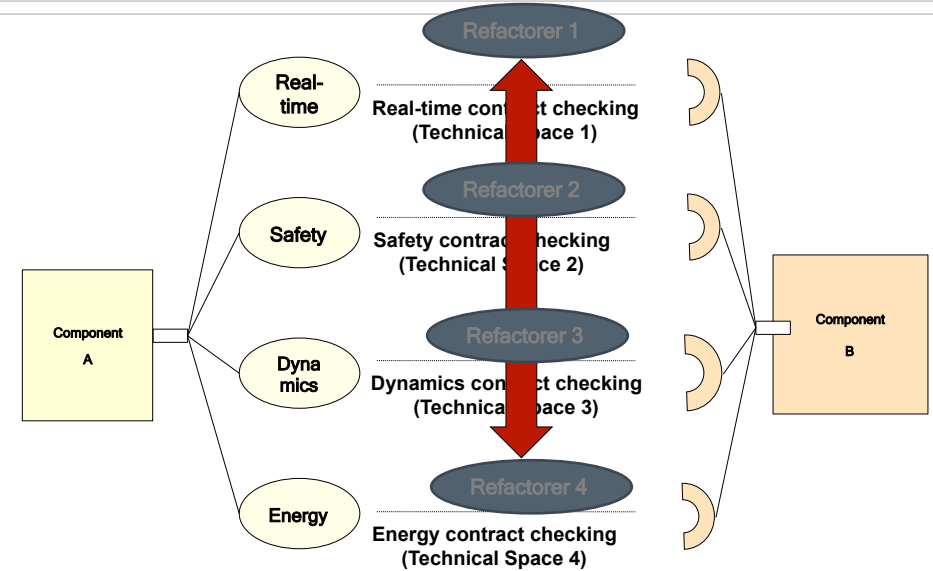 Refactorer 1
Real-
time
Real-time contract checking
(Technical Space 1)
Refactorer 2
Safety
Safety contract checking
(Technical Space 2)
Component
A
Component
B
Refactorer 3
Dyna
mics
Dynamics contract checking
(Technical Space 3)
Refactorer 4
Energy
Energy contract checking
(Technical Space 4)